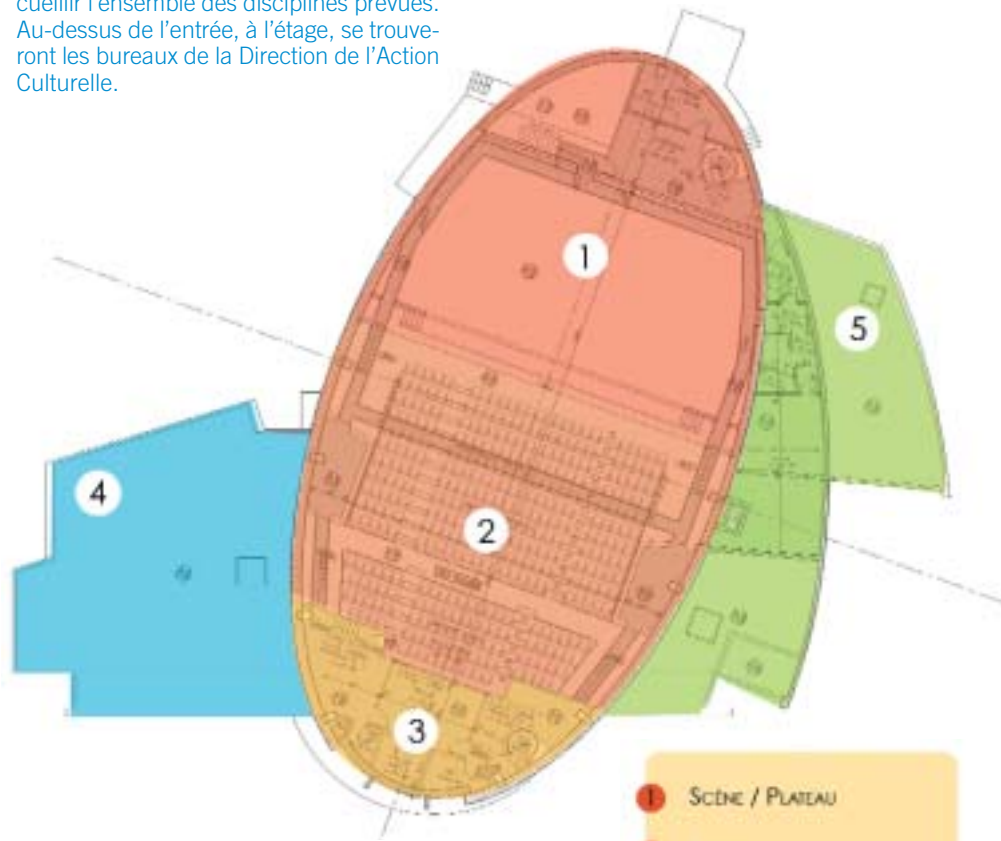 cueillir l'ensemble des disciplines prévues.
Au-dessus de l'entrée, à l'étage, se trouve-
ront les bureaux de la Direction de l'Action
Culturelle.
1
5
4
2
3
1 SCÈNE / PLATEAU